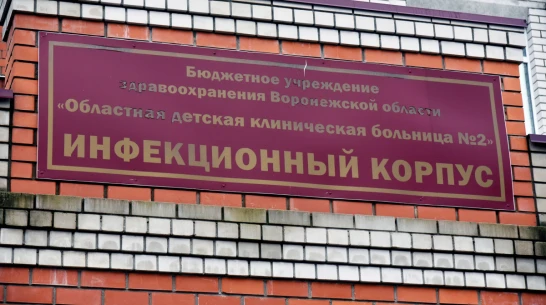 Бюджетное учреждение
здравоохранения Воронежской области
«Областная детская клиническая больница №2»
ИНФЕКЦИОННЫЙ КОРПУС